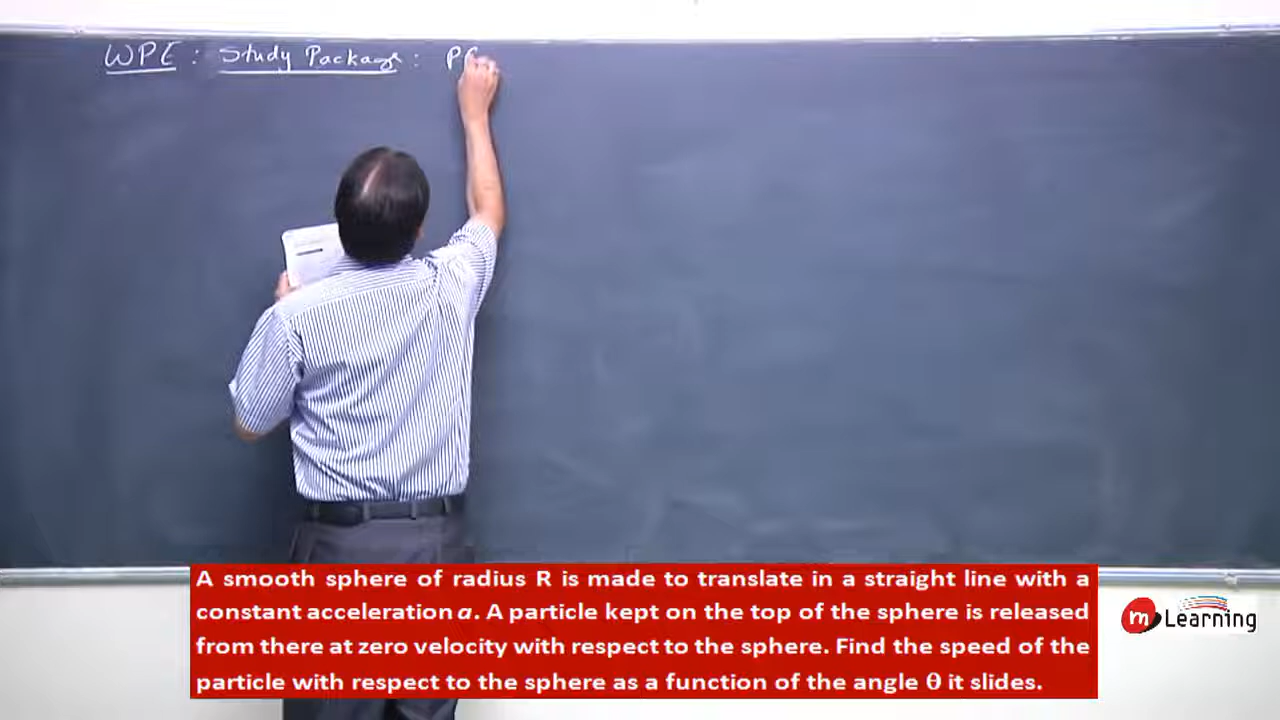 WPE : Study Package :
A smooth sphere of radius R is made to translate in a straight line with a
constant acceleration a. A particle kept on the top of the sphere is released
from there at zero velocity with respect to the sphere. Find the speed of the
particle with respect to the sphere as a function of the angle θ it slides.
m Learning